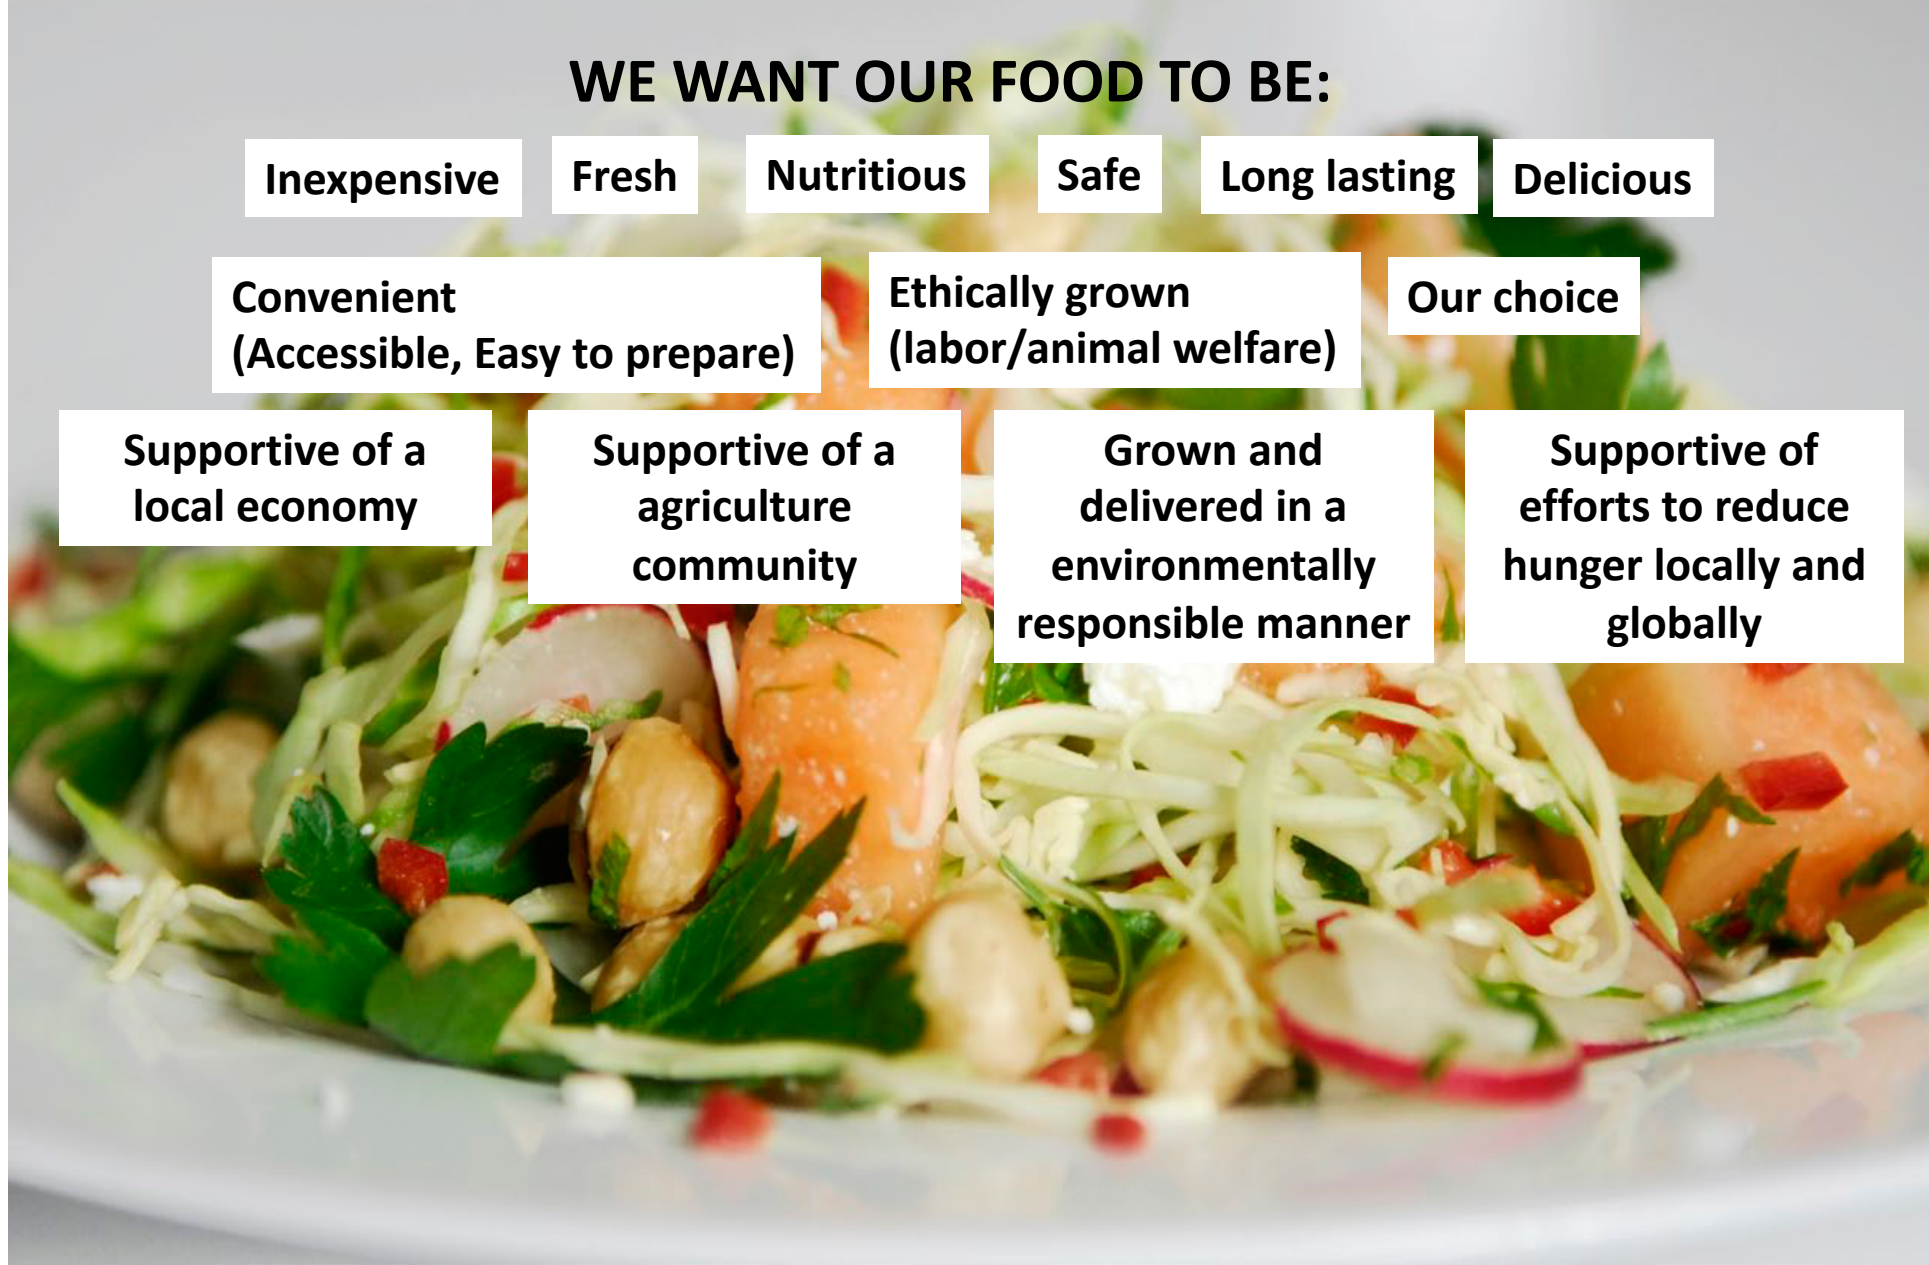 WE WANT OUR FOOD TO BE:
Inexpensive
Fresh
Nutritious
Safe
Long lasting
Delicious
Convenient
(Accessible, Easy to prepare)
Ethically grown
(labor/animal welfare)
Our choice
Supportive of a
local economy
Supportive of a
agriculture
community
Grown and
delivered in a
environmentally
responsible manner
Supportive of
efforts to reduce
hunger locally and
globally